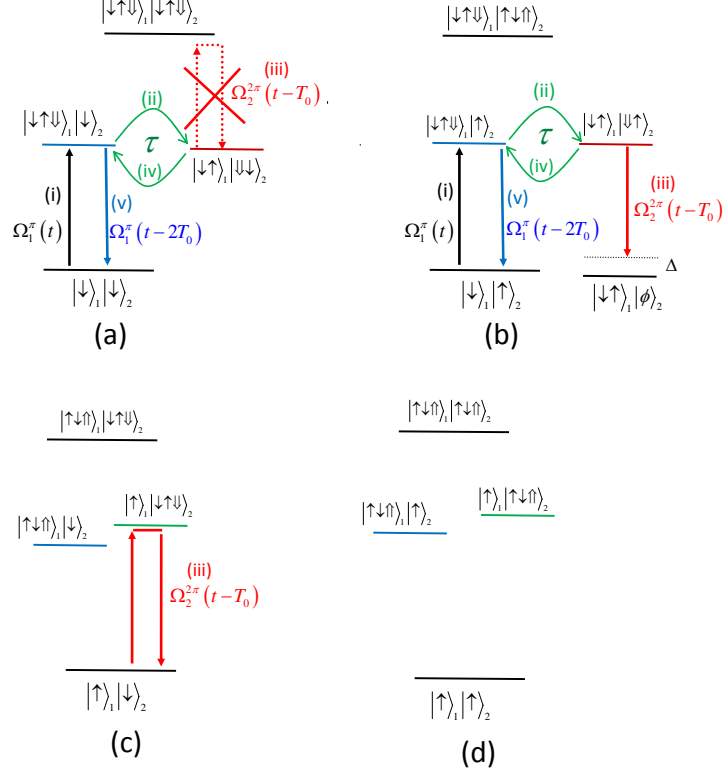 |↓↑⇓⟩₁|↓↑⇓⟩₂
(iii)
Ω₂^{2π}(t−T₀)
(ii)
|↓↑⇓⟩₁|↓⟩₂
τ
(iv)
|↓↑⟩₁|⇓↓⟩₂
(i)
(v)
Ω₁^π(t)
Ω₁^π(t−2T₀)
|↓⟩₁|↓⟩₂
(a)
|↓↑⇓⟩₁|↑↓⇑⟩₂
(ii)
|↓↑⇓⟩₁|↑⟩₂
τ
|↓↑⟩₁|⇓↑⟩₂
(iv)
(i)
(v)
(iii)
Ω₂^{2π}(t−T₀)
Ω₁^π(t)
Ω₁^π(t−2T₀)
Δ
|↓⟩₁|↑⟩₂
|↓↑⟩₁|ϕ⟩₂
(b)
|↑↓⇑⟩₁|↓↑⇓⟩₂
|↑⟩₁|↓↑⇓⟩₂
|↑↓⇑⟩₁|↓⟩₂
(iii)
Ω₂^{2π}(t−T₀)
|↑⟩₁|↓⟩₂
(c)
|↑↓⇑⟩₁|↑↓⇑⟩₂
|↑⟩₁|↑↓⇑⟩₂
|↑↓⇑⟩₁|↑⟩₂
|↑⟩₁|↑⟩₂
(d)